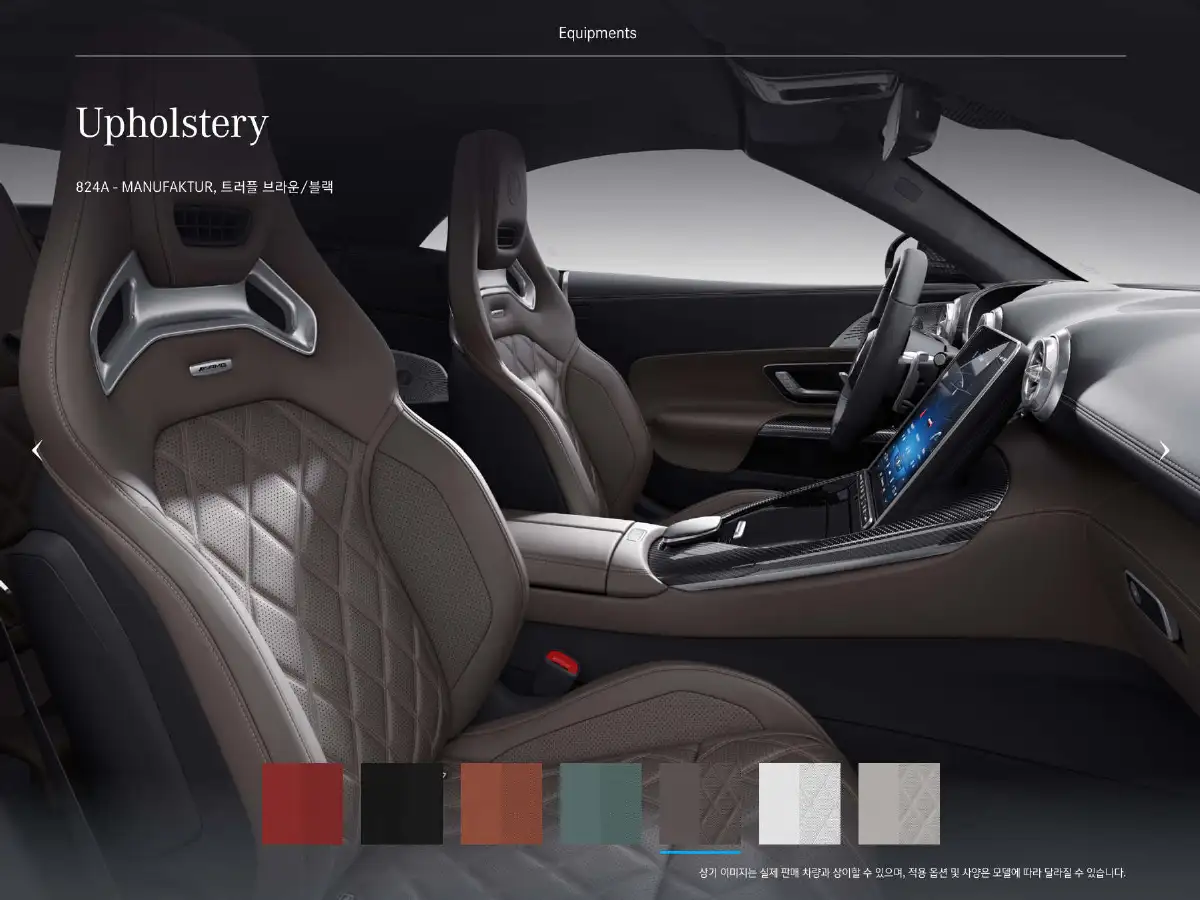 Equipments
Upholstery
824A - MANUFAKTUR, 트러플 브라운/블랙
상기 이미지는 실제 판매 차량과 상이할 수 있으며, 적용 옵션 및 사양은 모델에 따라 달라질 수 있습니다.